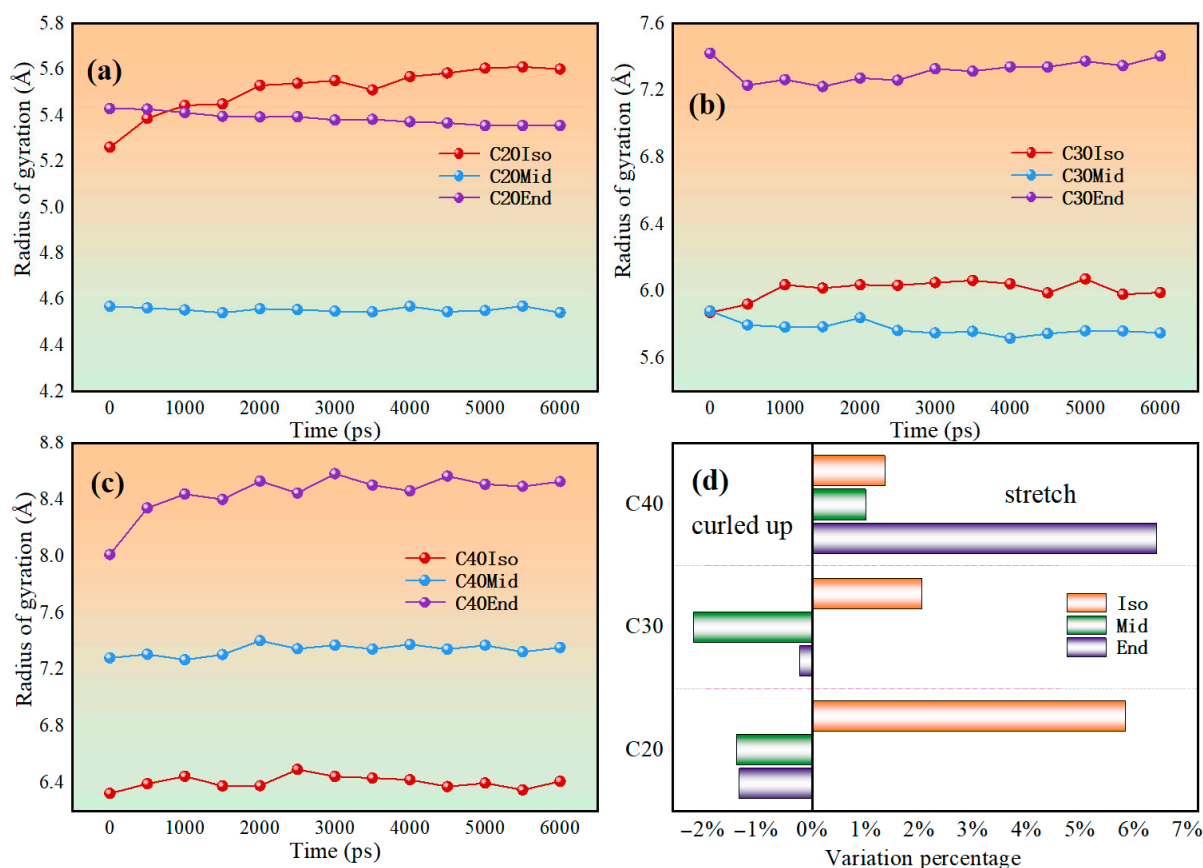 (a)
Radius of gyration (Å)
5.8
5.6
5.4
5.2
5.0
4.8
4.6
4.4
4.2
C20Iso
C20Mid
C20End
0 1000 2000 3000 4000 5000 6000
Time (ps)
(b)
Radius of gyration (Å)
7.6
7.2
6.8
6.4
6.0
5.6
C30Iso
C30Mid
C30End
0 1000 2000 3000 4000 5000 6000
Time (ps)
(c)
Radius of gyration (Å)
8.8
8.4
8.0
7.6
7.2
6.8
6.4
C40Iso
C40Mid
C40End
0 1000 2000 3000 4000 5000 6000
Time (ps)
(d)
curled up
stretch
C40
C30
C20
Iso
Mid
End
−2% −1% 0% 1% 2% 3% 4% 5% 6% 7%
Variation percentage